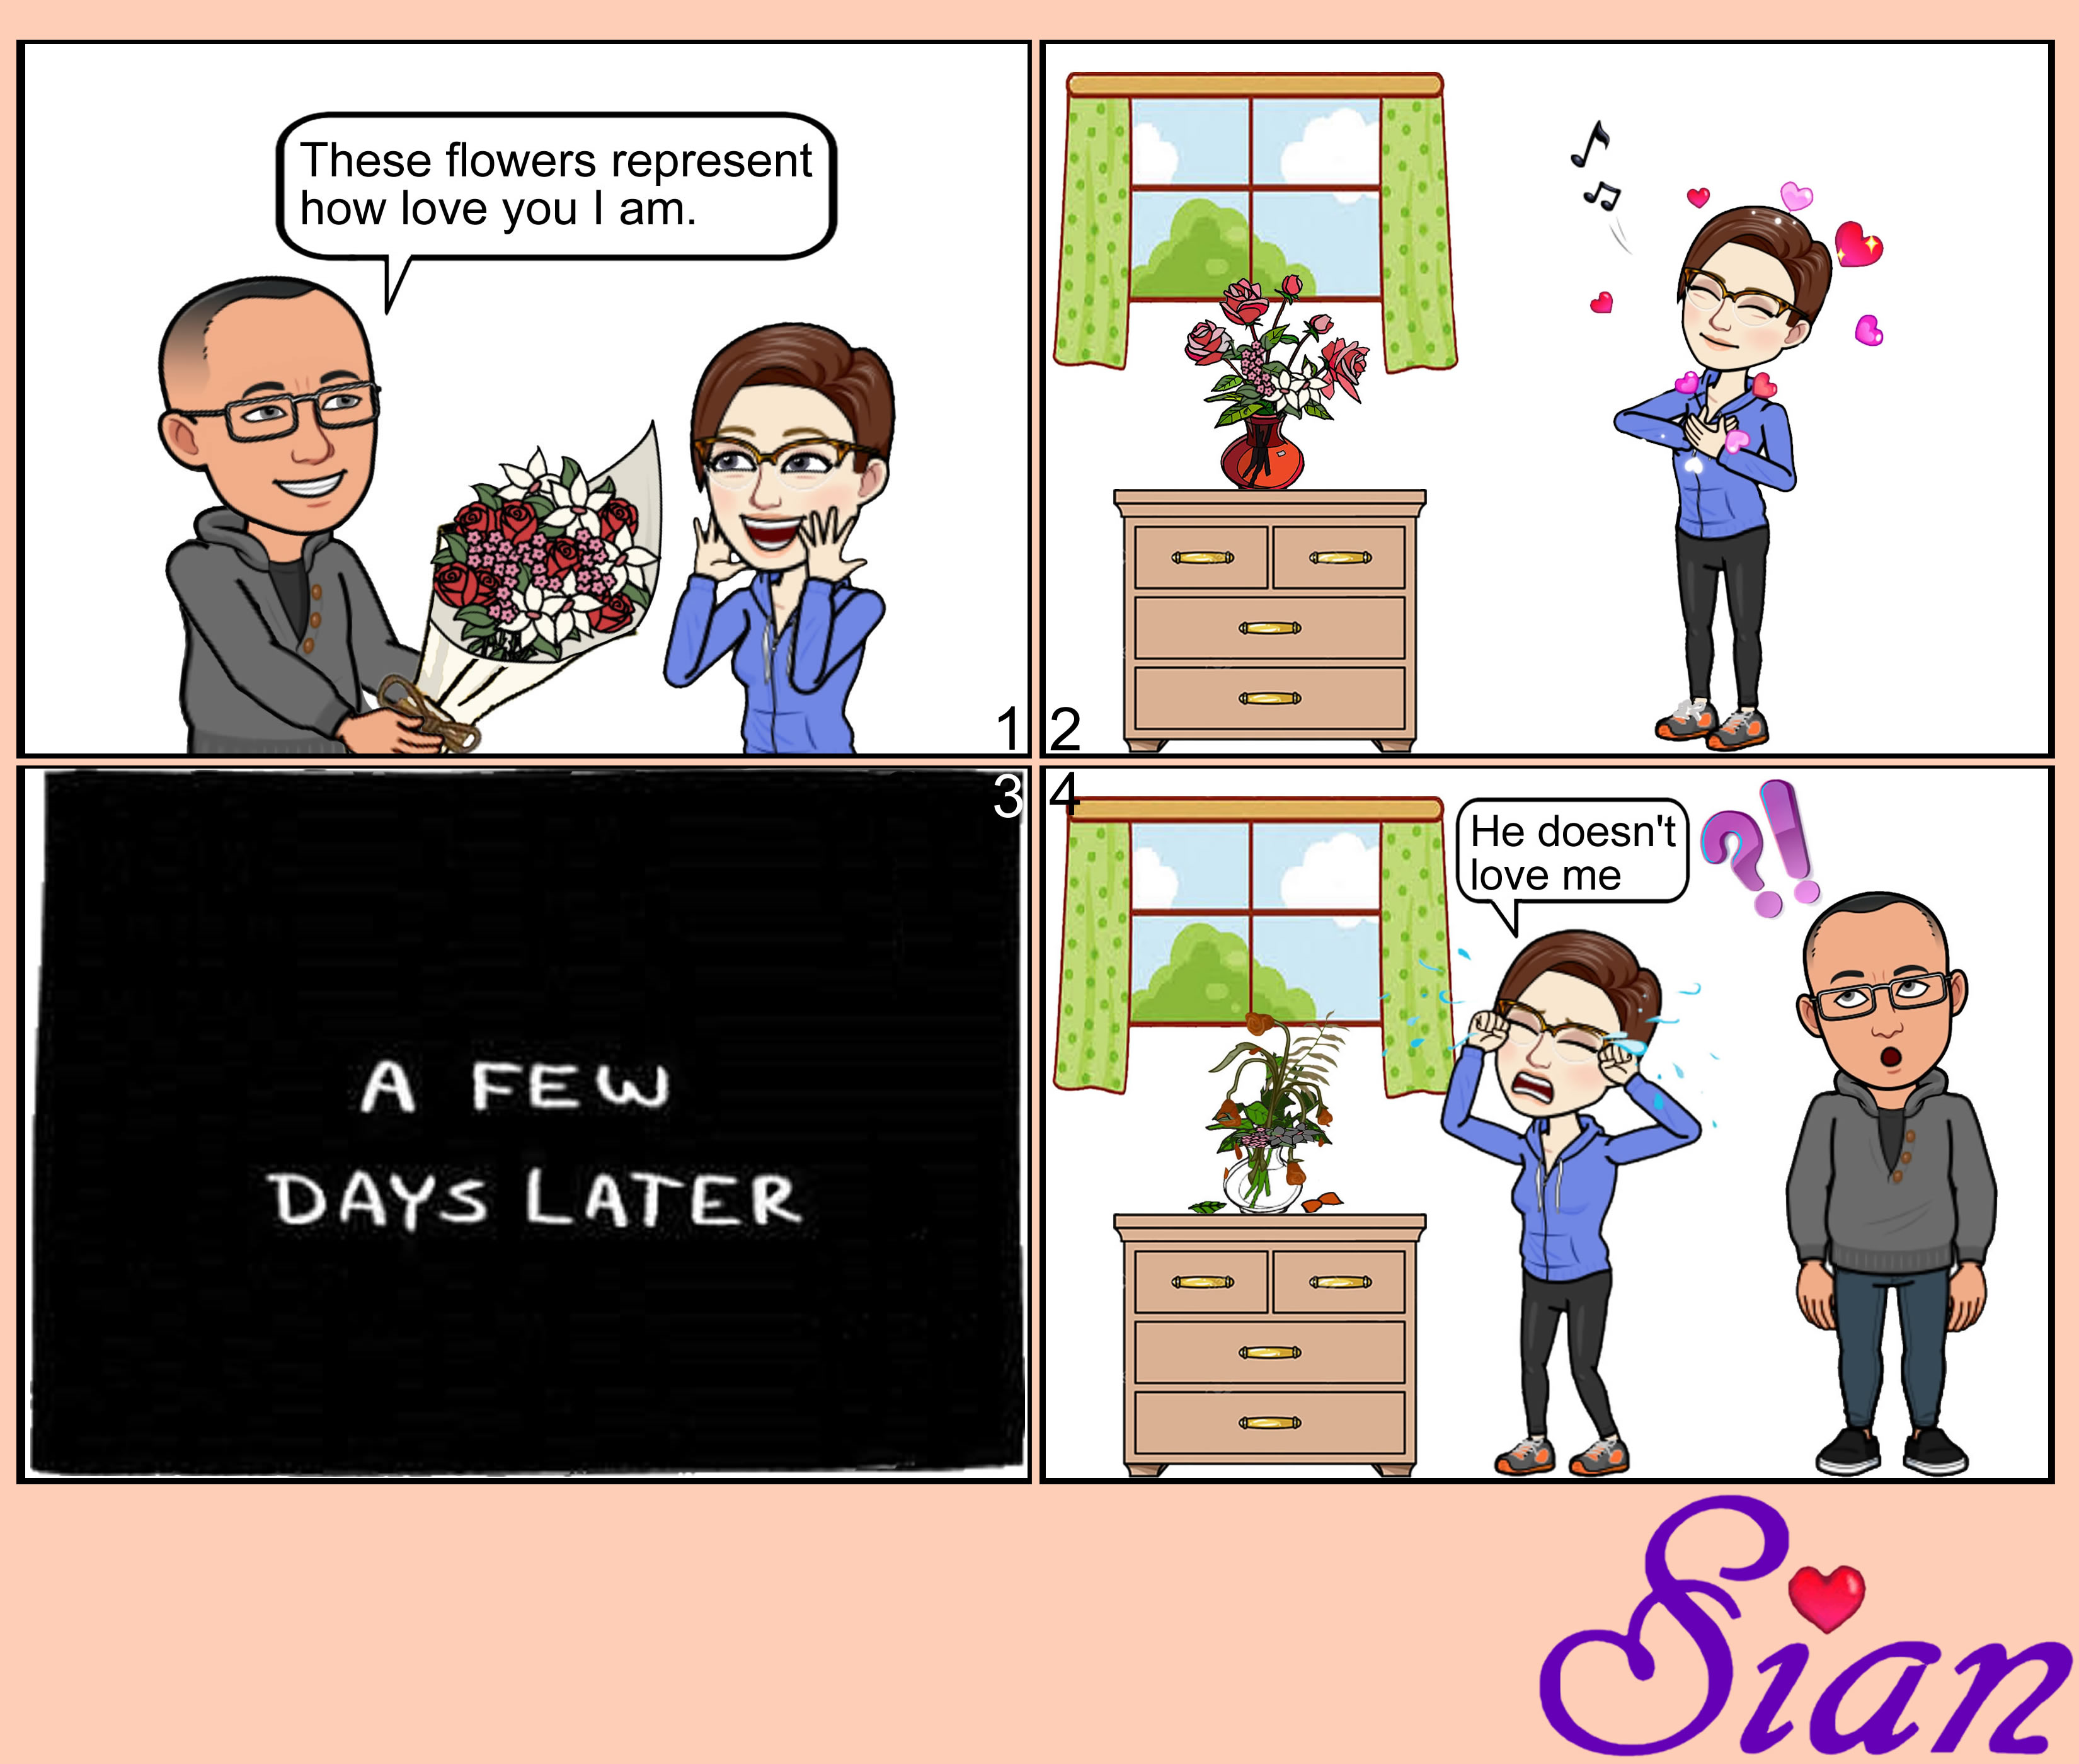 These flowers represent
how love you I am.
1
2
3
A FEW
DAYS LATER
4
He doesn't
love me
?!
Sian